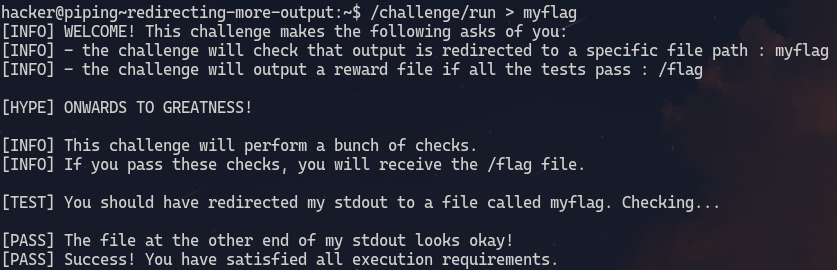 hacker@piping~redirecting-more-output:~$ /challenge/run > myflag
[INFO] WELCOME! This challenge makes the following asks of you:
[INFO] - the challenge will check that output is redirected to a specific file path : myflag
[INFO] - the challenge will output a reward file if all the tests pass : /flag
[HYPE] ONWARDS TO GREATNESS!
[INFO] This challenge will perform a bunch of checks.
[INFO] If you pass these checks, you will receive the /flag file.
[TEST] You should have redirected my stdout to a file called myflag. Checking...
[PASS] The file at the other end of my stdout looks okay!
[PASS] Success! You have satisfied all execution requirements.